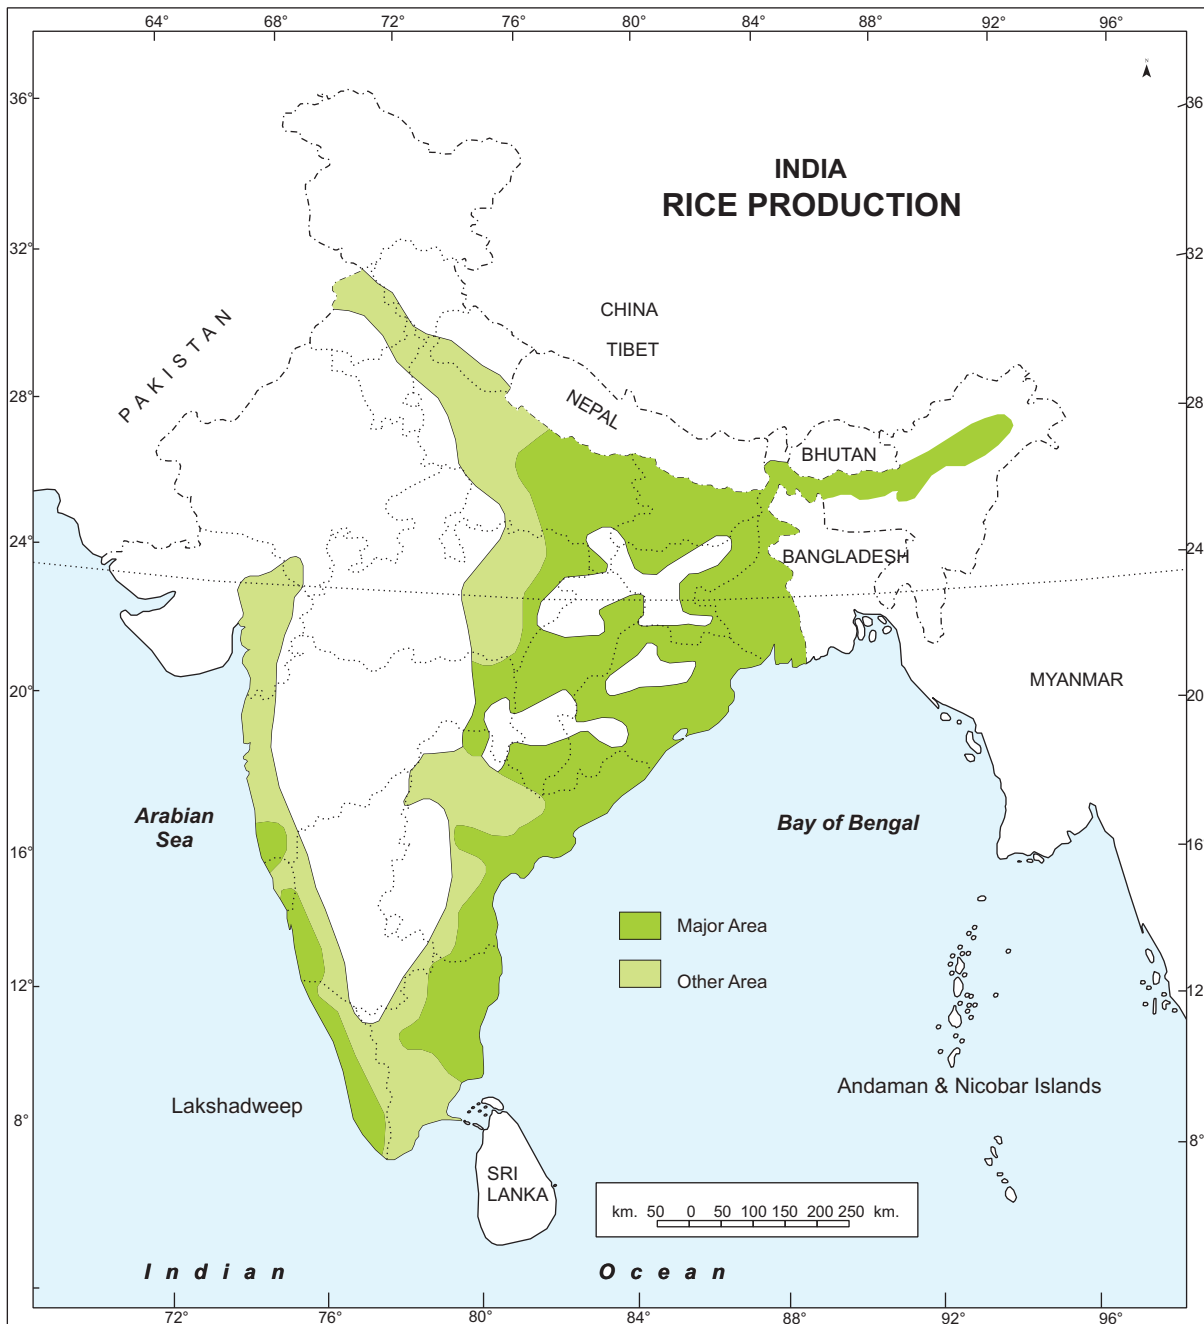 64° 68° 72° 76° 80° 84° 88° 92° 96°
N
36° 36°
INDIA
RICE PRODUCTION
32° 32°
CHINA
TIBET
PAKISTAN
28° 28°
NEPAL
BHUTAN
24° 24°
BANGLADESH
20° 20°
MYANMAR
Arabian
Sea
Bay of Bengal
16° 16°
Major Area
Other Area
12° 12°
Andaman & Nicobar Islands
Lakshadweep
8° 8°
SRI
LANKA
km. 50 0 50 100 150 200 250 km.
Indian Ocean
72° 76° 80° 84° 88° 92° 96°